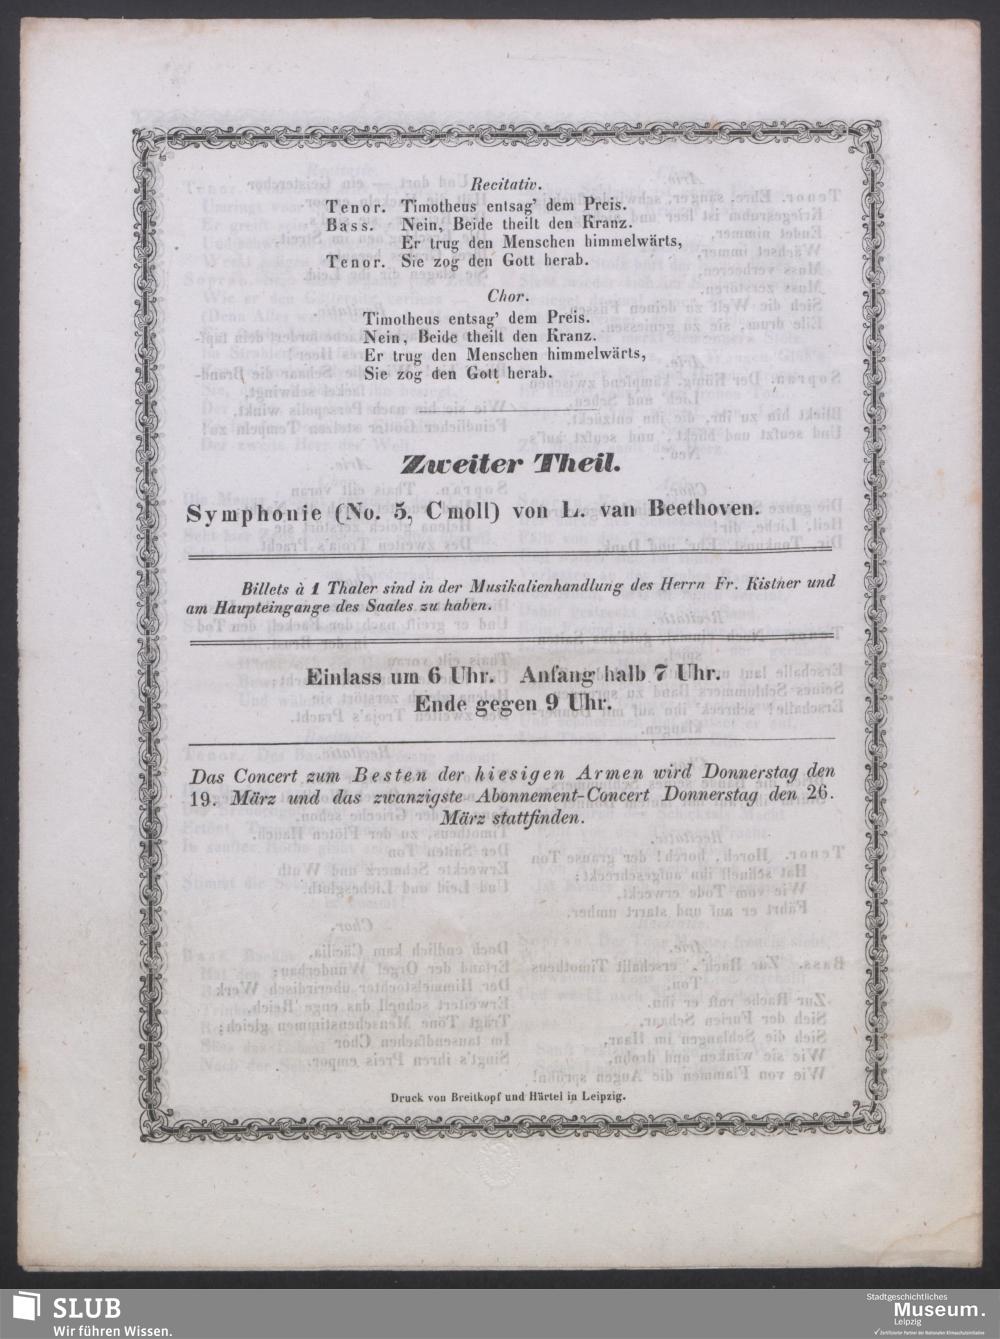 Recitativ.
Tenor. Timotheus entsag' dem Preis.
Bass. Nein, Beide theilt den Kranz.
Er trug den Menschen himmelwärts,
Tenor. Sie zog den Gott herab.
Chor.
Timotheus entsag' dem Preis.
Nein, Beide theilt den Kranz.
Er trug den Menschen himmelwärts,
Sie zog den Gott herab.
Zweiter Theil.
Symphonie (No. 5, C moll) von L. van Beethoven.
Billets à 1 Thaler sind in der Musikalienhandlung des Herrn Fr. Kistner und
am Haupteingange des Saales zu haben.
Einlass um 6 Uhr. Anfang halb 7 Uhr.
Ende gegen 9 Uhr.
Das Concert zum Besten der hiesigen Armen wird Donnerstag den
19. März und das zwanzigste Abonnement-Concert Donnerstag den 26.
März stattfinden.
Druck von Breitkopf und Härtel in Leipzig.
SLUB
Wir führen Wissen.
Stadtgeschichtliches
Museum.
Leipzig